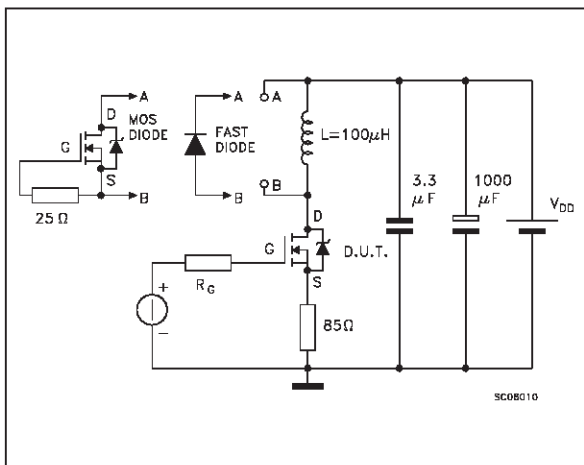 A
D
MOS
DIODE
G
S
B
25 Ω
A
FAST
DIODE
B
A
B
L=100μH
D
G
D.U.T.
S
RG
+
−
85Ω
3.3
μF
1000
μF
VDD
SC08010